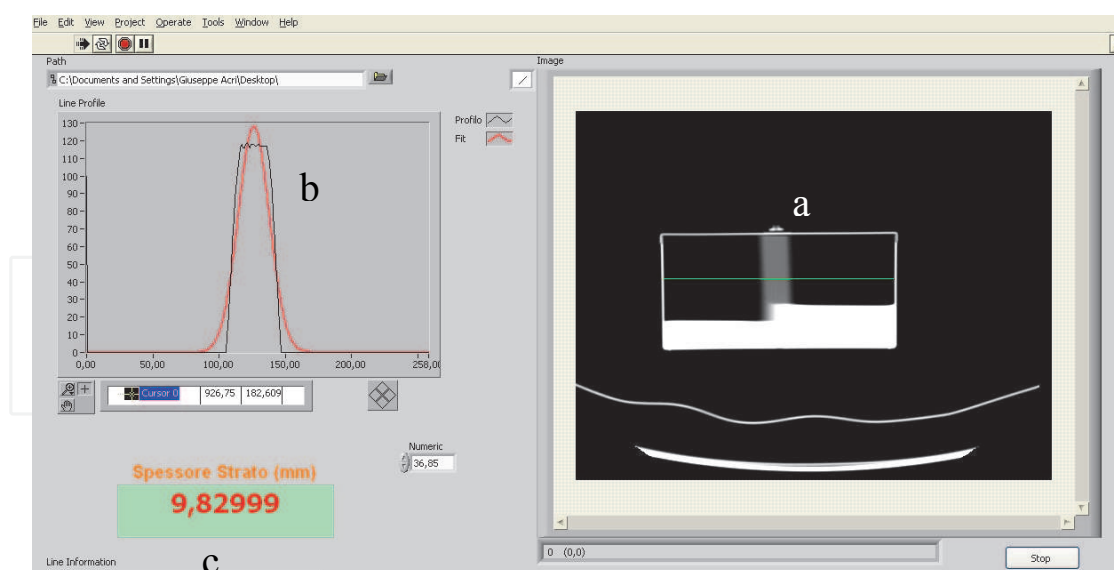 File Edit View Project Operate Tools Window Help
Path
C:\Documents and Settings\Giuseppe Acri\Desktop\
Line Profile
Profilo
Fit
130
120
110
100
90
80
70
60
50
40
30
20
10
0
0,00 50,00 100,00 150,00 200,00 258,0
b
Cursor 0 926,75 182,609
Numeric
36,85
Spessore Strato (mm)
9,82999
Line Information
c
Image
a
0 (0,0)
Stop